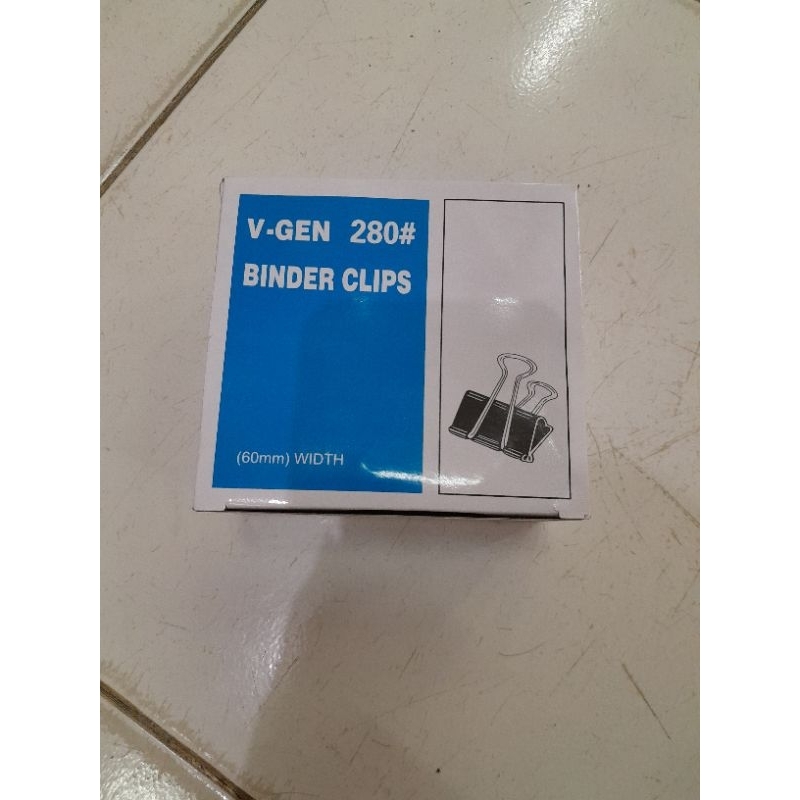 V-GEN 280#
BINDER CLIPS
(60mm) WIDTH